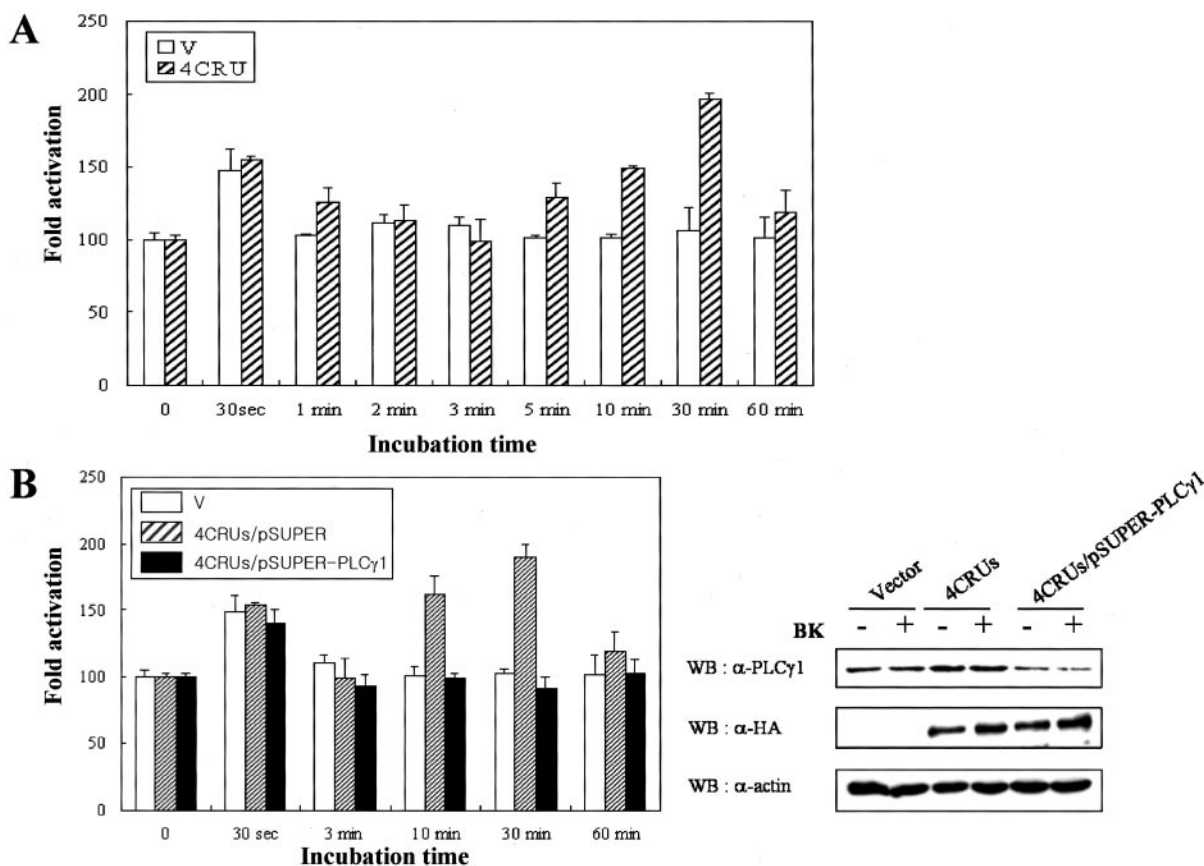 A
250
200
150
100
50
0
Fold activation
V
4CRU
0 30sec 1 min 2 min 3 min 5 min 10 min 30 min 60 min
Incubation time
B
250
200
150
100
50
0
Fold activation
V
4CRUs/pSUPER
4CRUs/pSUPER-PLCγ1
0 30 sec 3 min 10 min 30 min 60 min
Incubation time
Vector 4CRUs 4CRUs/pSUPER-PLCγ1
BK - + - + - +
WB : α-PLCγ1
WB : α-HA
WB : α-actin